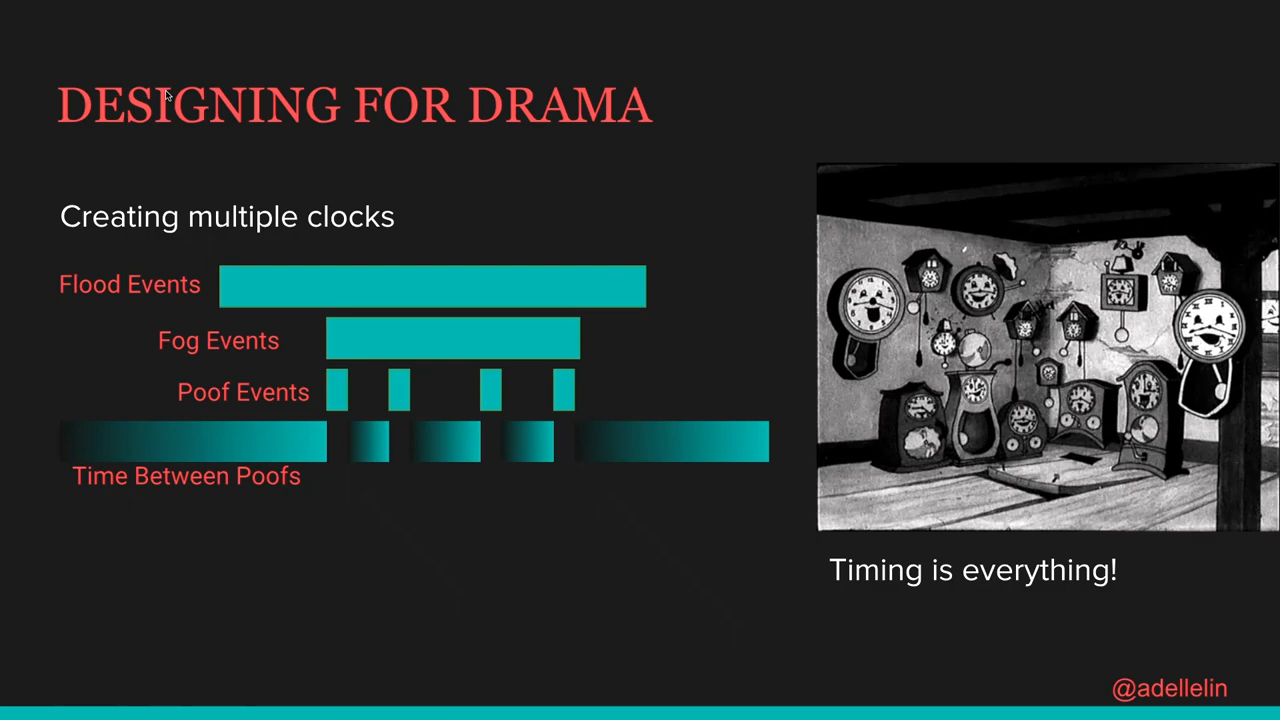 DESIGNING FOR DRAMA
Creating multiple clocks
Flood Events
Fog Events
Poof Events
Time Between Poofs
Timing is everything!
@adellelin